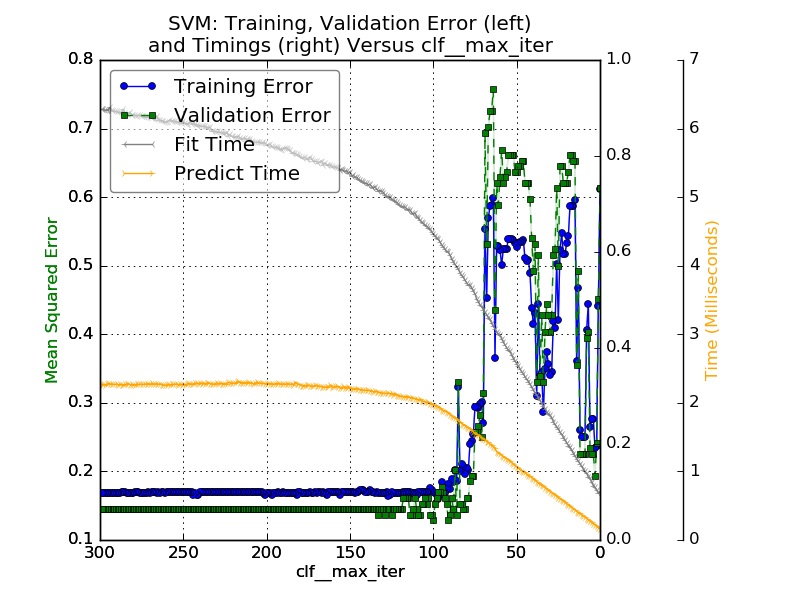 SVM: Training, Validation Error (left)
and Timings (right) Versus clf__max_iter
Training Error
Validation Error
Fit Time
Predict Time
Mean Squared Error
0.8
0.7
0.6
0.5
0.4
0.3
0.2
0.1
300 250 200 150 100 50 0
clf__max_iter
1.0
0.8
0.6
0.4
0.2
0.0
7
6
5
4
3
2
1
0
Time (Milliseconds)